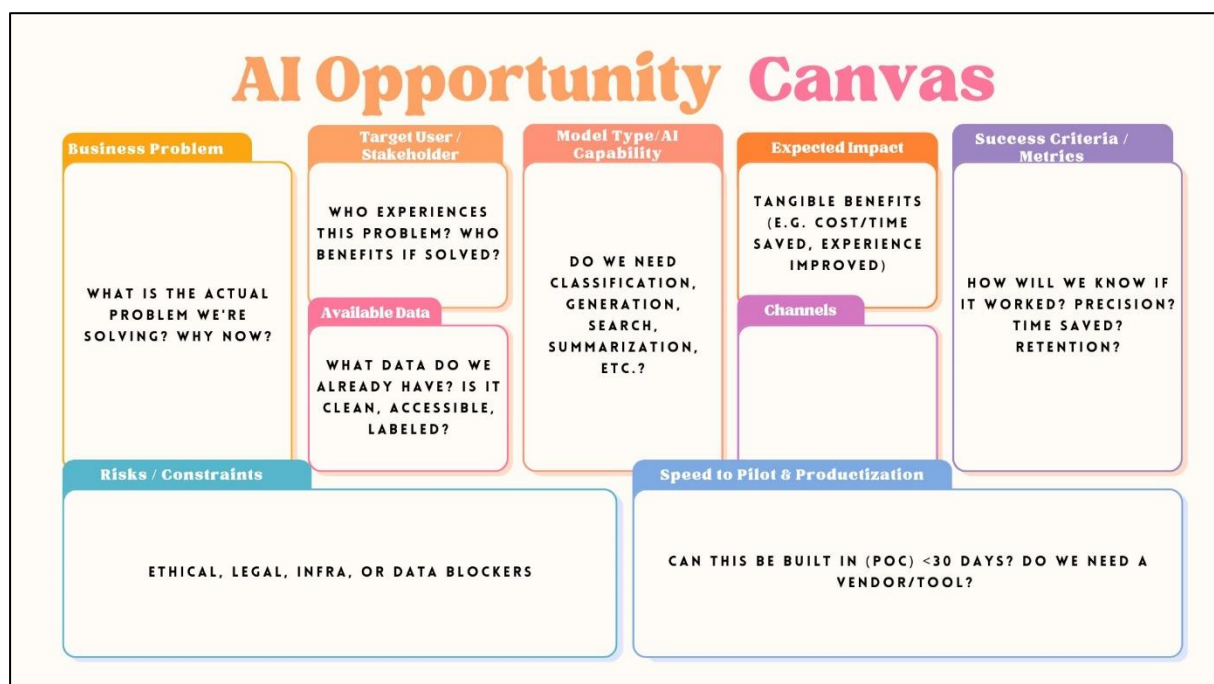 AI Opportunity Canvas
Business Problem
WHAT IS THE ACTUAL
PROBLEM WE'RE
SOLVING? WHY NOW?
Target User /
Stakeholder
WHO EXPERIENCES
THIS PROBLEM? WHO
BENEFITS IF SOLVED?
Available Data
WHAT DATA DO WE
ALREADY HAVE? IS IT
CLEAN, ACCESSIBLE,
LABELED?
Model Type/AI
Capability
DO WE NEED
CLASSIFICATION,
GENERATION,
SEARCH,
SUMMARIZATION,
ETC.?
Expected Impact
TANGIBLE BENEFITS
(E.G. COST/TIME
SAVED, EXPERIENCE
IMPROVED)
Channels
Success Criteria /
Metrics
HOW WILL WE KNOW IF
IT WORKED? PRECISION?
TIME SAVED?
RETENTION?
Risks / Constraints
ETHICAL, LEGAL, INFRA, OR DATA BLOCKERS
Speed to Pilot & Productization
CAN THIS BE BUILT IN (POC) <30 DAYS? DO WE NEED A
VENDOR/TOOL?